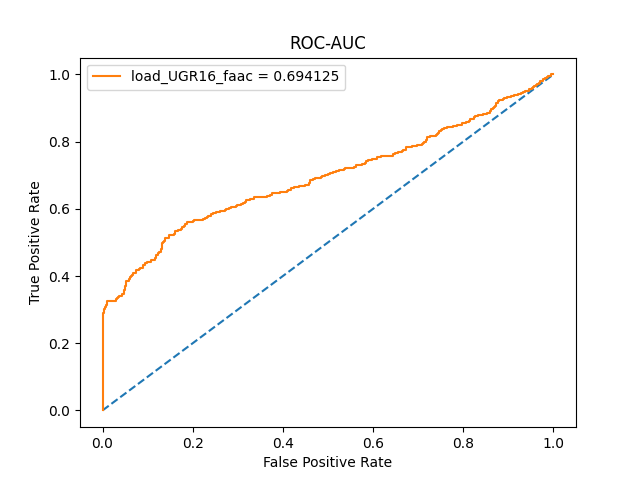 ROC-AUC
load_UGR16_faac = 0.694125
True Positive Rate
1.0
0.8
0.6
0.4
0.2
0.0
0.0 0.2 0.4 0.6 0.8 1.0
False Positive Rate